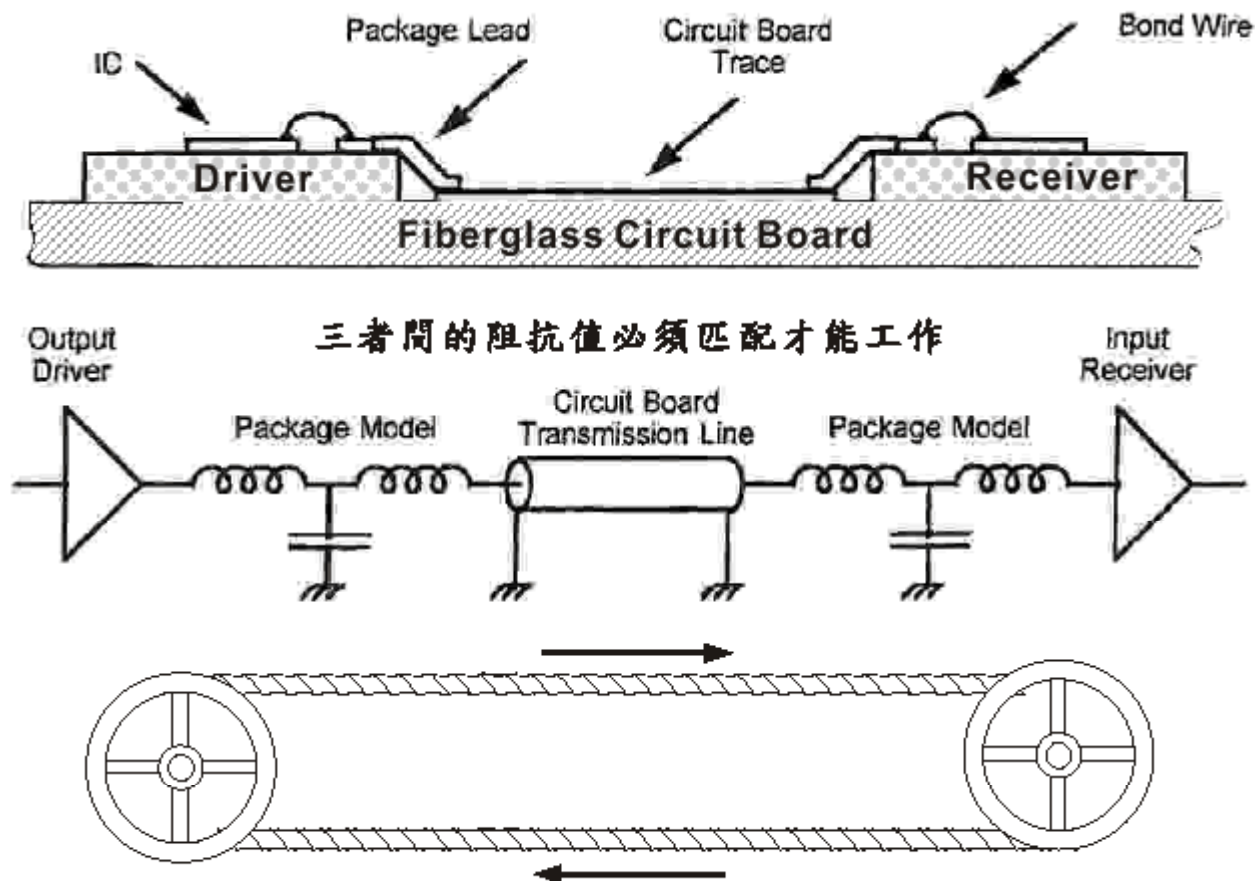 Package Lead
Circuit Board
Trace
Bond Wire
IC
Driver
Receiver
Fiberglass Circuit Board
三者間的阻抗值必須匹配才能工作
Output
Driver
Input
Receiver
Package Model
Circuit Board
Transmission Line
Package Model